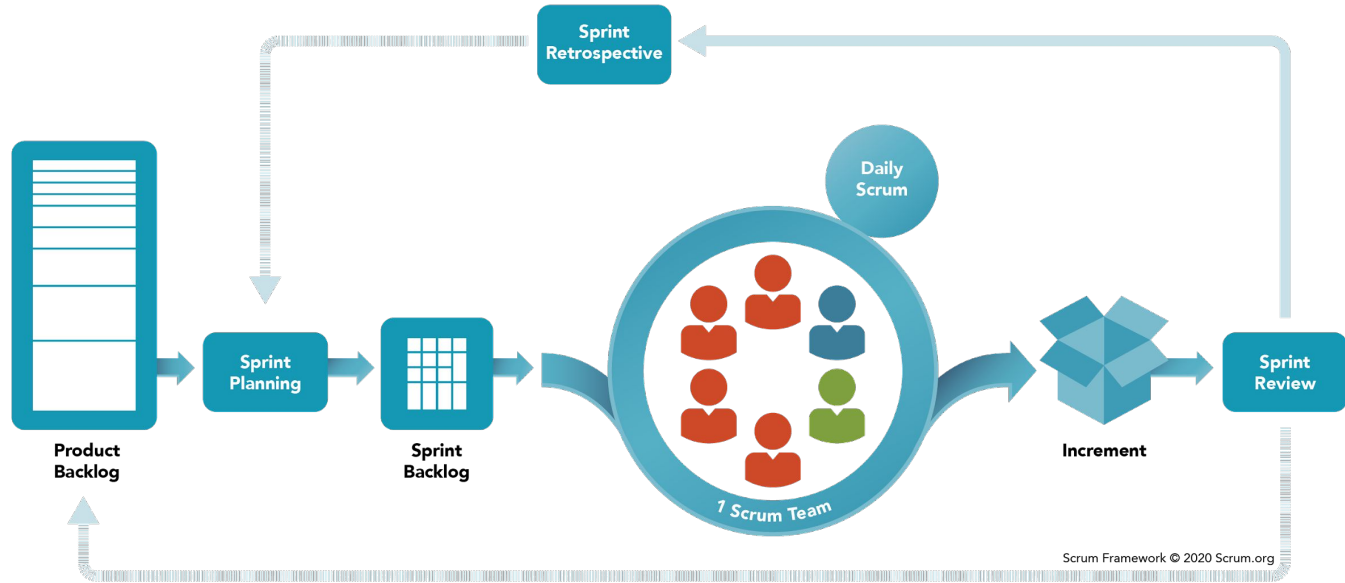 Sprint
Retrospective
Daily
Scrum
Sprint
Planning
Sprint
Review
Product
Backlog
Sprint
Backlog
Increment
1 Scrum Team
Scrum Framework © 2020 Scrum.org